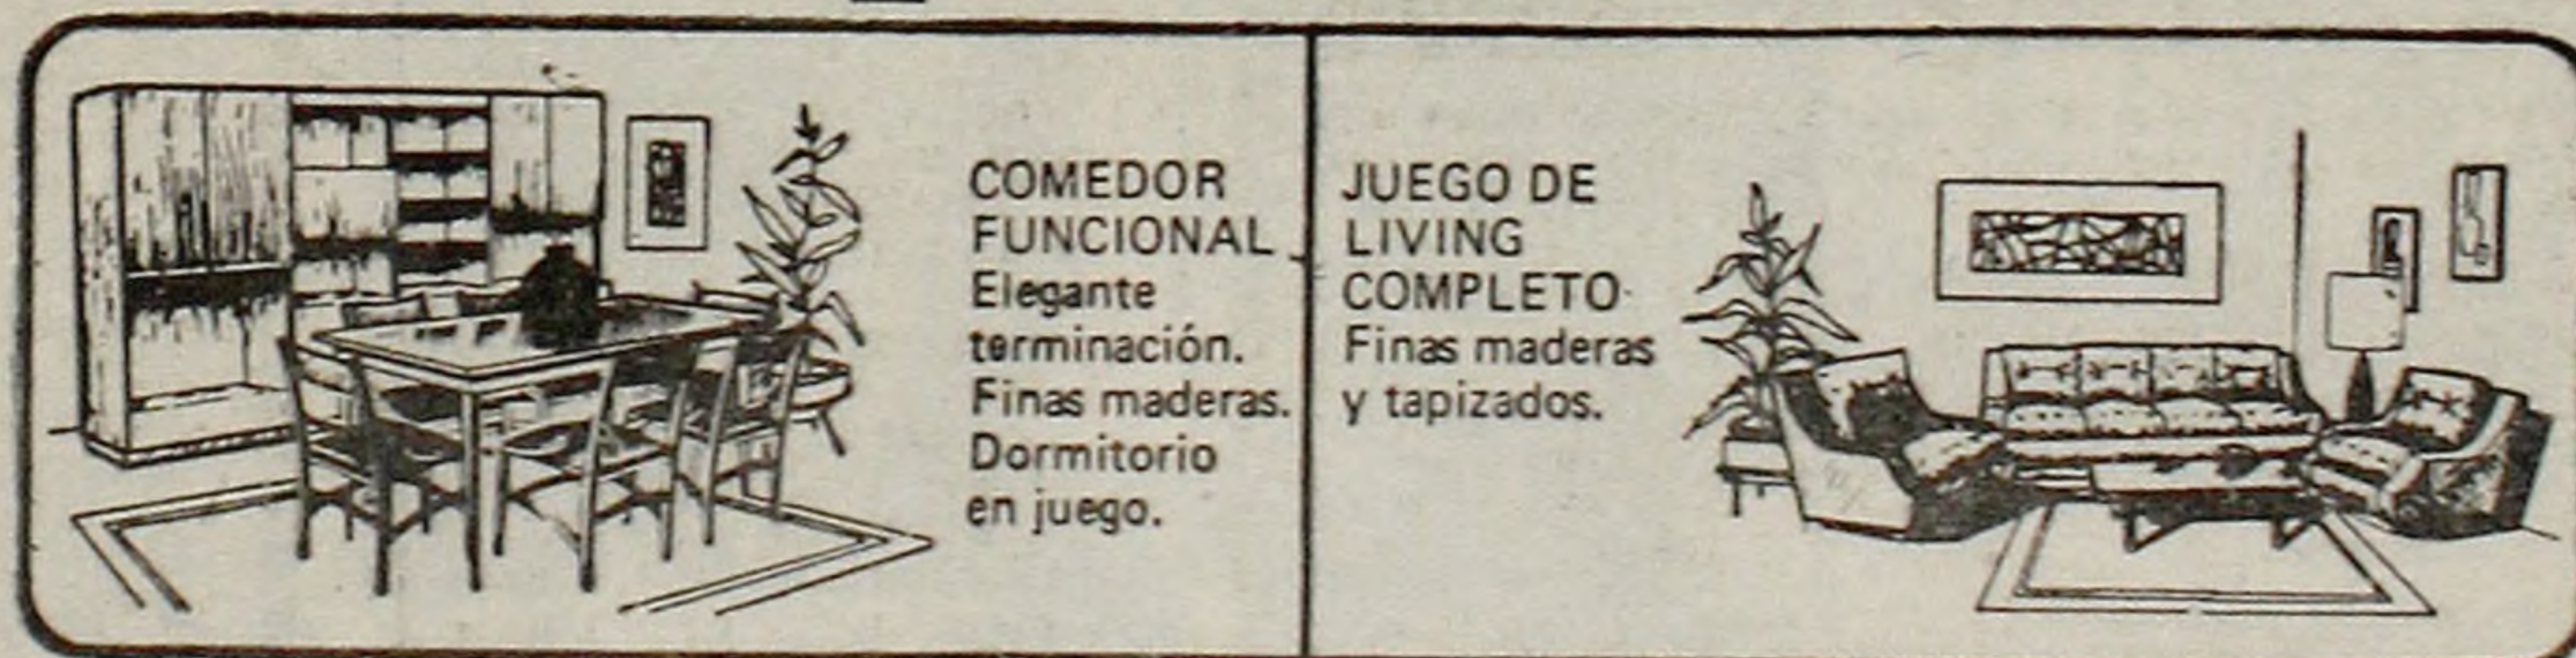 COMEDOR
FUNCIONAL
Elegante
terminación.
Finas maderas.
Dormitorio
en juego.
JUEGO DE
LIVING
COMPLETO
Finas maderas
y tapizados.